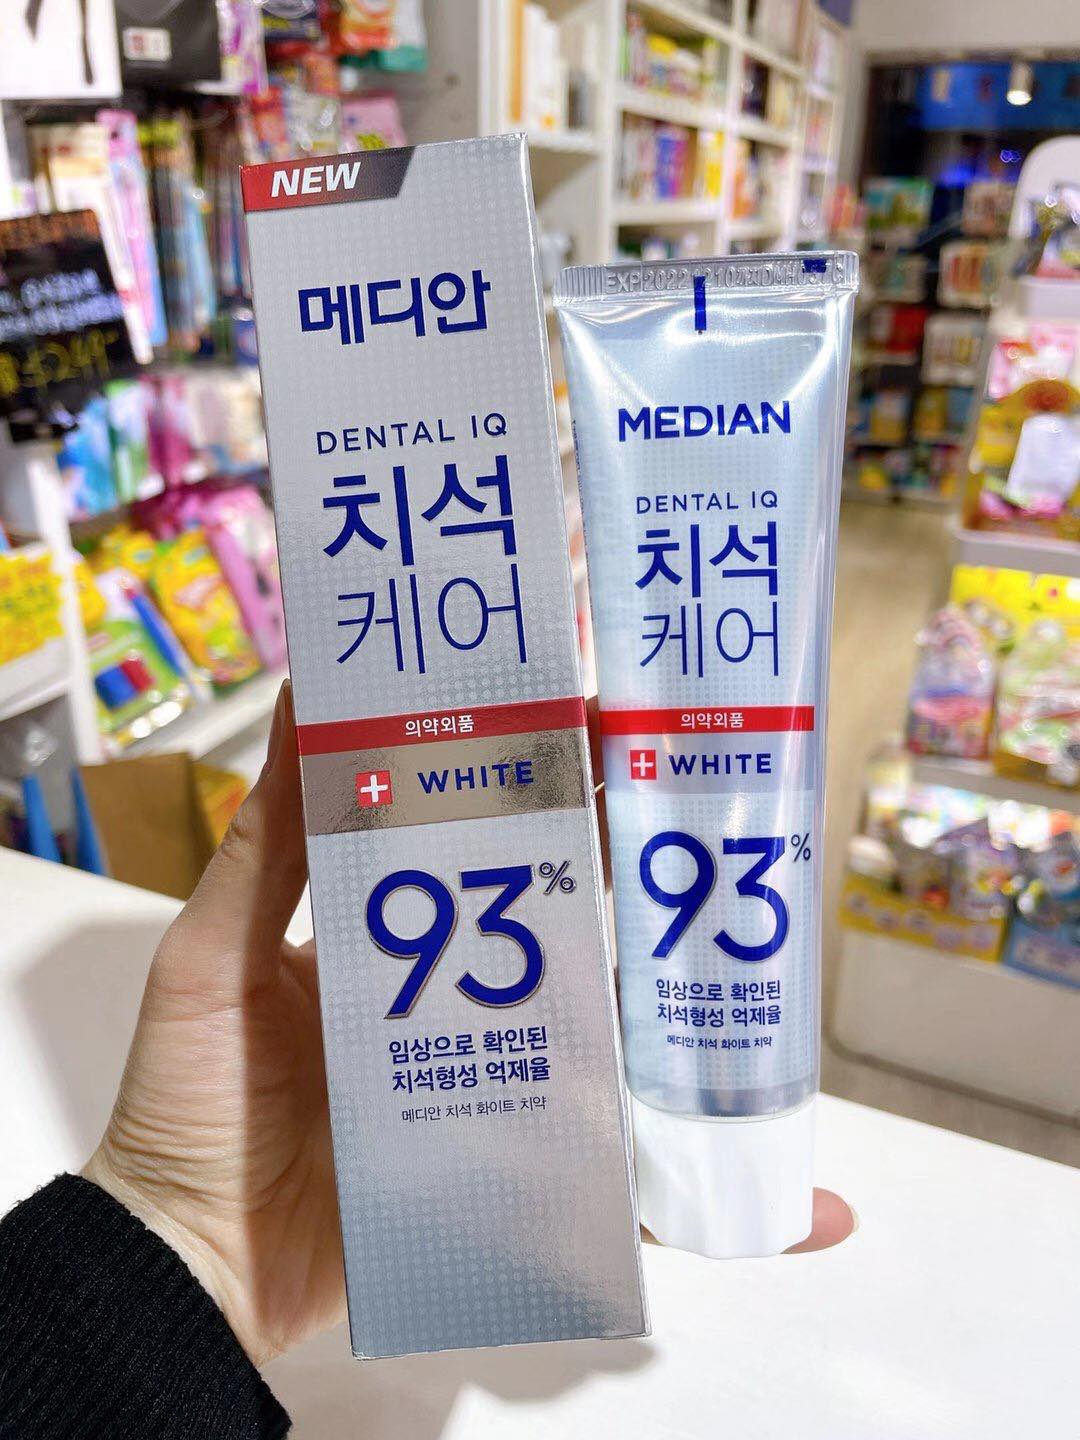 NEW
메디안
DENTAL IQ
치석
케어
의약외품
WHITE
93%
임상으로 확인된
치석형성 억제율
메디안 치석 화이트 치약
MEDIAN
DENTAL IQ
치석
케어
의약외품
WHITE
93%
임상으로 확인된
치석형성 억제율
메디안 치석 화이트 치약